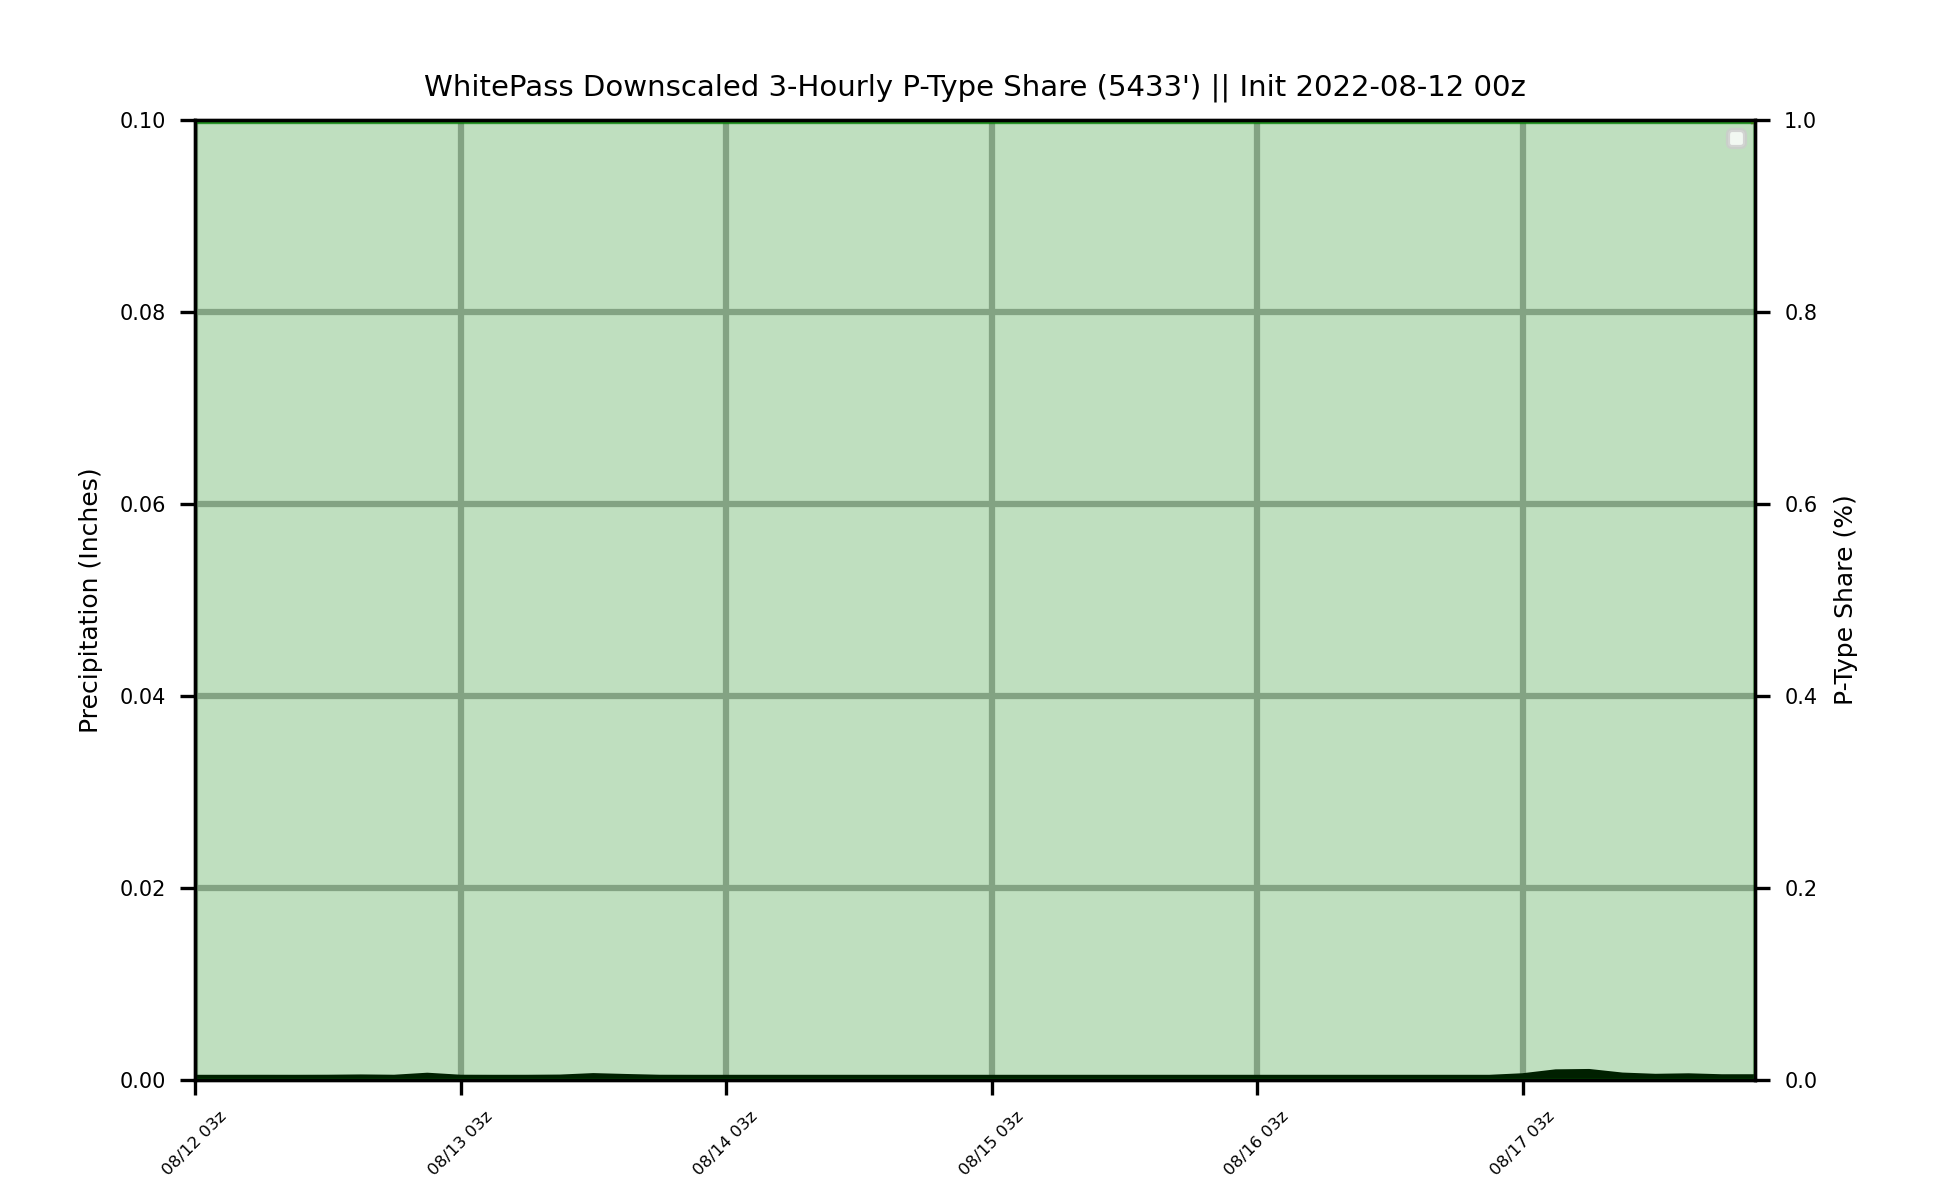 WhitePass Downscaled 3-Hourly P-Type Share (5433') || Init 2022-08-12 00z
0.10
0.08
0.06
0.04
0.02
0.00
Precipitation (Inches)
1.0
0.8
0.6
0.4
0.2
0.0
P-Type Share (%)
08/12 03z
08/13 03z
08/14 03z
08/15 03z
08/16 03z
08/17 03z